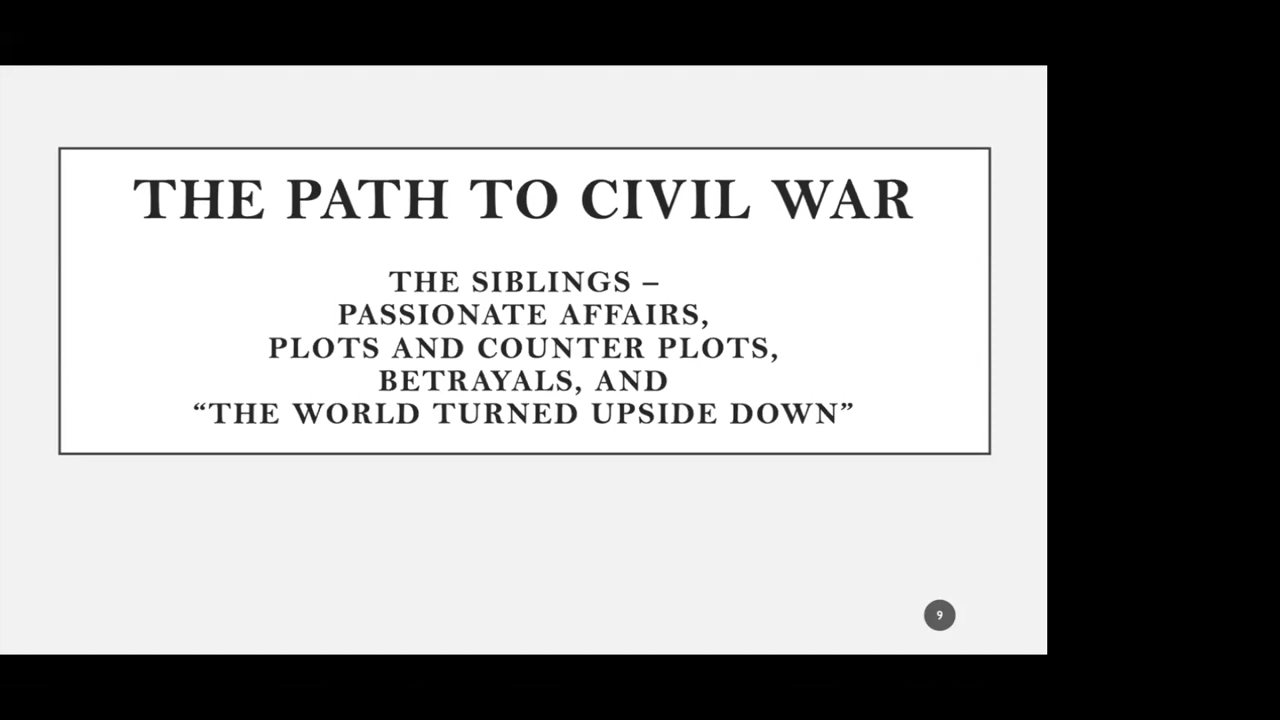 THE PATH TO CIVIL WAR
THE SIBLINGS –
PASSIONATE AFFAIRS,
PLOTS AND COUNTER PLOTS,
BETRAYALS, AND
“THE WORLD TURNED UPSIDE DOWN”
9